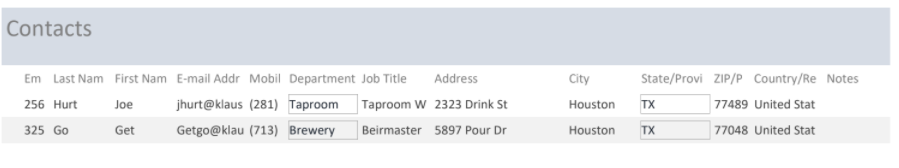 Contacts
Em Last Nam First Nam E-mail Addr Mobil Department Job Title Address City State/Provi ZIP/P Country/Re Notes
256 Hurt Joe jhurt@klaus (281) Taproom Taproom W 2323 Drink St Houston TX 77489 United Stat
325 Go Get Getgo@klau (713) Brewery Beirmaster 5897 Pour Dr Houston TX 77048 United Stat